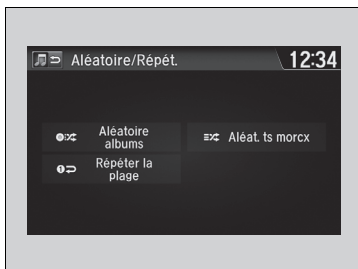 Aléatoire/Répét.
12:34
Aléatoire
albums
Aléat. ts morcx
Répéter la
plage